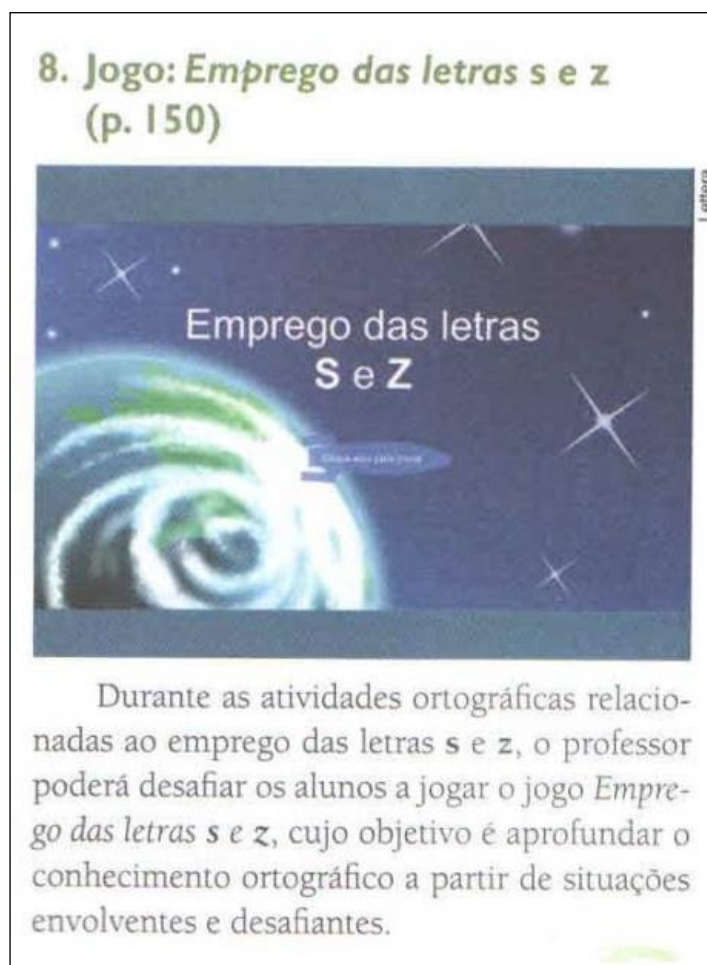 8. Jogo: Emprego das letras s e z
(p. 150)
Lettera
Emprego das letras
S e Z
Durante as atividades ortográficas relacio-
nadas ao emprego das letras s e z, o professor
poderá desafiar os alunos a jogar o jogo Empre-
go das letras s e z, cujo objetivo é aprofundar o
conhecimento ortográfico a partir de situações
envolventes e desafiantes.